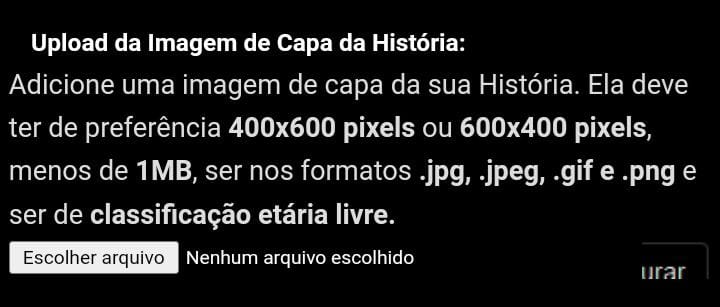 Upload da Imagem de Capa da História:
Adicione uma imagem de capa da sua História. Ela deve
ter de preferência 400x600 pixels ou 600x400 pixels,
menos de 1MB, ser nos formatos .jpg, .jpeg, .gif e .png e
ser de classificação etária livre.
Escolher arquivo Nenhum arquivo escolhido